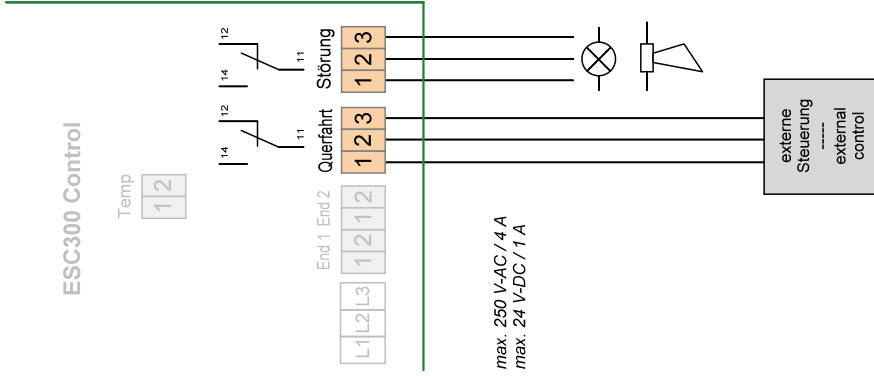 ESC300 Control
Temp
1 2
L1 L2 L3
End 1 End 2
1 2 1 2
Querfahrt
1 2 3
14 12
11
Störung
1 2 3
14 12
11
max. 250 V-AC / 4 A
max. 24 V-DC / 1 A
externe
Steuerung
-----
external
control